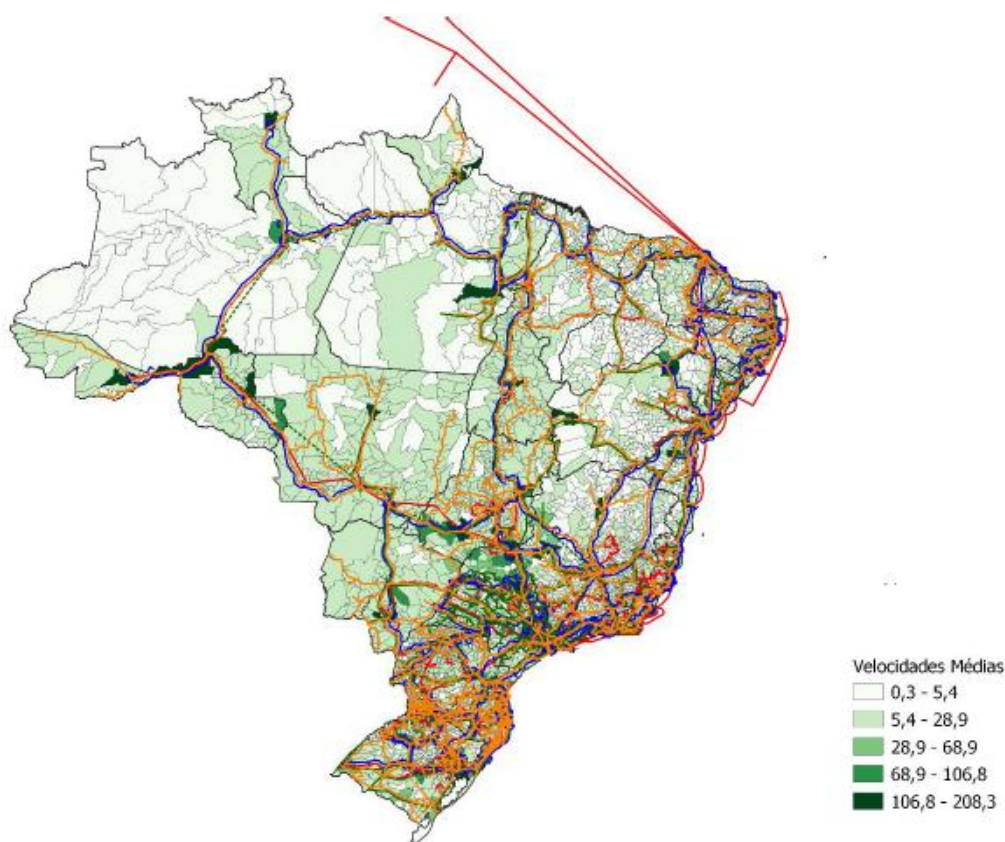 Velocidades Médias
0,3 - 5,4
5,4 - 28,9
28,9 - 68,9
68,9 - 106,8
106,8 - 208,3